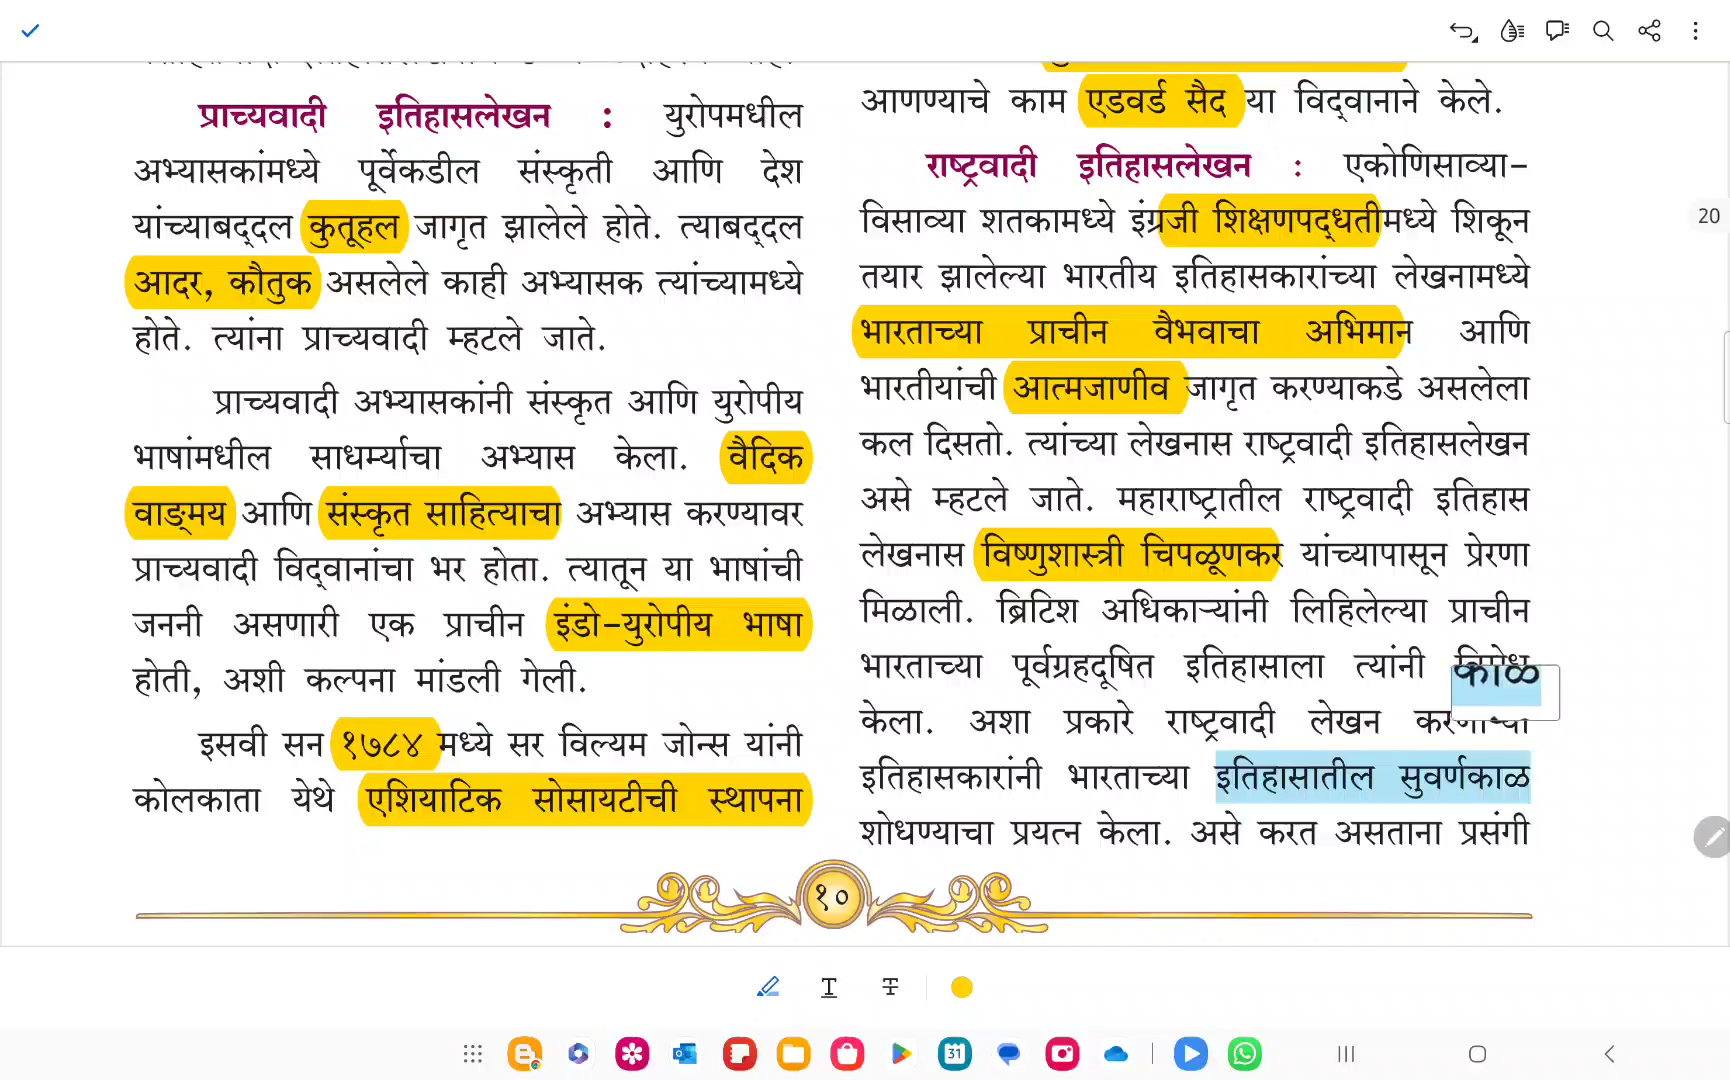 प्राच्यवादी इतिहासलेखन : युरोपमधील
अभ्यासकांमध्ये पूर्वेकडील संस्कृती आणि देश
यांच्याबद्दल कुतूहल जागृत झालेले होते. त्याबद्दल
आदर, कौतुक असलेले काही अभ्यासक त्यांच्यामध्ये
होते. त्यांना प्राच्यवादी म्हटले जाते.
प्राच्यवादी अभ्यासकांनी संस्कृत आणि युरोपीय
भाषांमधील साधर्म्याचा अभ्यास केला. वैदिक
वाङ्मय आणि संस्कृत साहित्याचा अभ्यास करण्यावर
प्राच्यवादी विद्वानांचा भर होता. त्यातून या भाषांची
जननी असणारी एक प्राचीन इंडो-युरोपीय भाषा
होती, अशी कल्पना मांडली गेली.
इसवी सन १७८४ मध्ये सर विल्यम जोन्स यांनी
कोलकाता येथे एशियाटिक सोसायटीची स्थापना
आणण्याचे काम एडवर्ड सैद या विद्वानाने केले.
राष्ट्रवादी इतिहासलेखन : एकोणिसाव्या-
विसाव्या शतकामध्ये इंग्रजी शिक्षणपद्धतीमध्ये शिकून
तयार झालेल्या भारतीय इतिहासकारांच्या लेखनामध्ये
भारताच्या प्राचीन वैभवाचा अभिमान आणि
भारतीयांची आत्मजाणीव जागृत करण्याकडे असलेला
कल दिसतो. त्यांच्या लेखनास राष्ट्रवादी इतिहासलेखन
असे म्हटले जाते. महाराष्ट्रातील राष्ट्रवादी इतिहास
लेखनास विष्णुशास्त्री चिपळूणकर यांच्यापासून प्रेरणा
मिळाली. ब्रिटिश अधिकाऱ्यांनी लिहिलेल्या प्राचीन
भारताच्या पूर्वग्रहदूषित इतिहासाला त्यांनी
काळ
केला. अशा प्रकारे राष्ट्रवादी लेखन
इतिहासकारांनी भारताच्या इतिहासातील सुवर्णकाळ
शोधण्याचा प्रयत्न केला. असे करत असताना प्रसंगी
१०
20
T
T
31